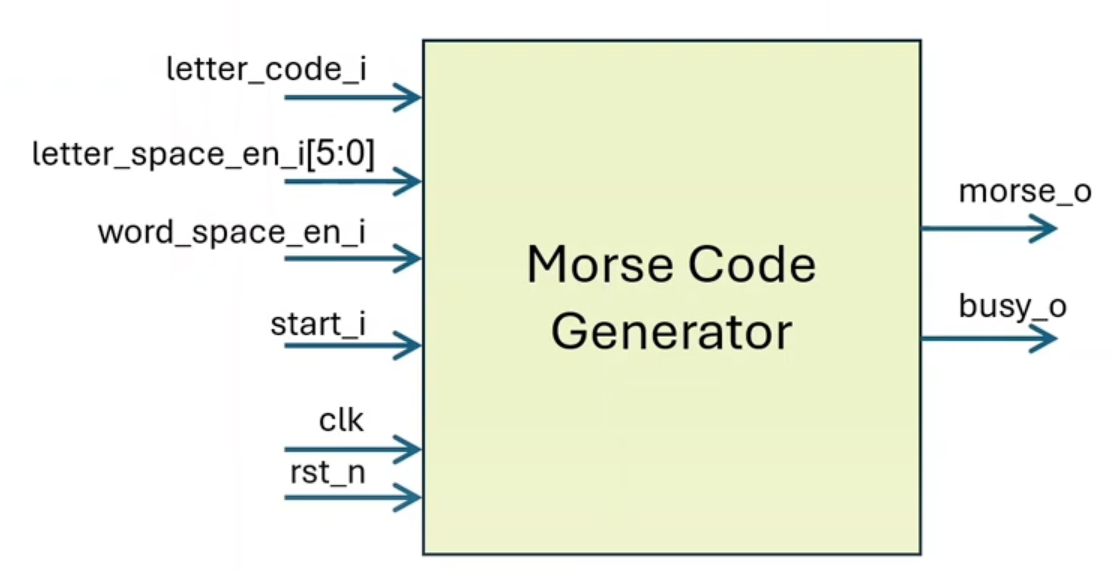 letter_code_i
letter_space_en_i[5:0]
word_space_en_i
start_i
clk
rst_n
Morse Code
Generator
morse_o
busy_o